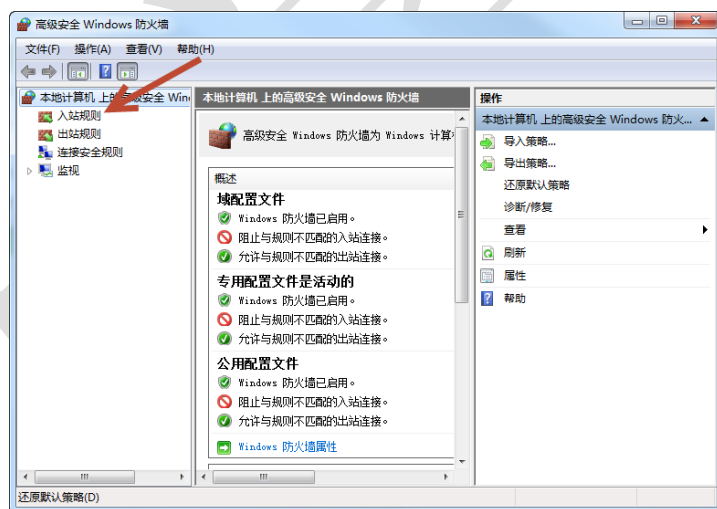 高级安全 Windows 防火墙
文件(F) 操作(A) 查看(V) 帮助(H)
本地计算机 上的高级安全 Win
入站规则
出站规则
连接安全规则
监视
本地计算机 上的高级安全 Windows 防火墙
高级安全 Windows 防火墙为 Windows 计算
概述
域配置文件
Windows 防火墙已启用。
阻止与规则不匹配的入站连接。
允许与规则不匹配的出站连接。
专用配置文件是活动的
Windows 防火墙已启用。
阻止与规则不匹配的入站连接。
允许与规则不匹配的出站连接。
公用配置文件
Windows 防火墙已启用。
阻止与规则不匹配的入站连接。
允许与规则不匹配的出站连接。
Windows 防火墙属性
操作
本地计算机 上的高级安全 Windows 防火...
导入策略...
导出策略...
还原默认策略
诊断/修复
查看
刷新
属性
帮助
还原默认策略(D)